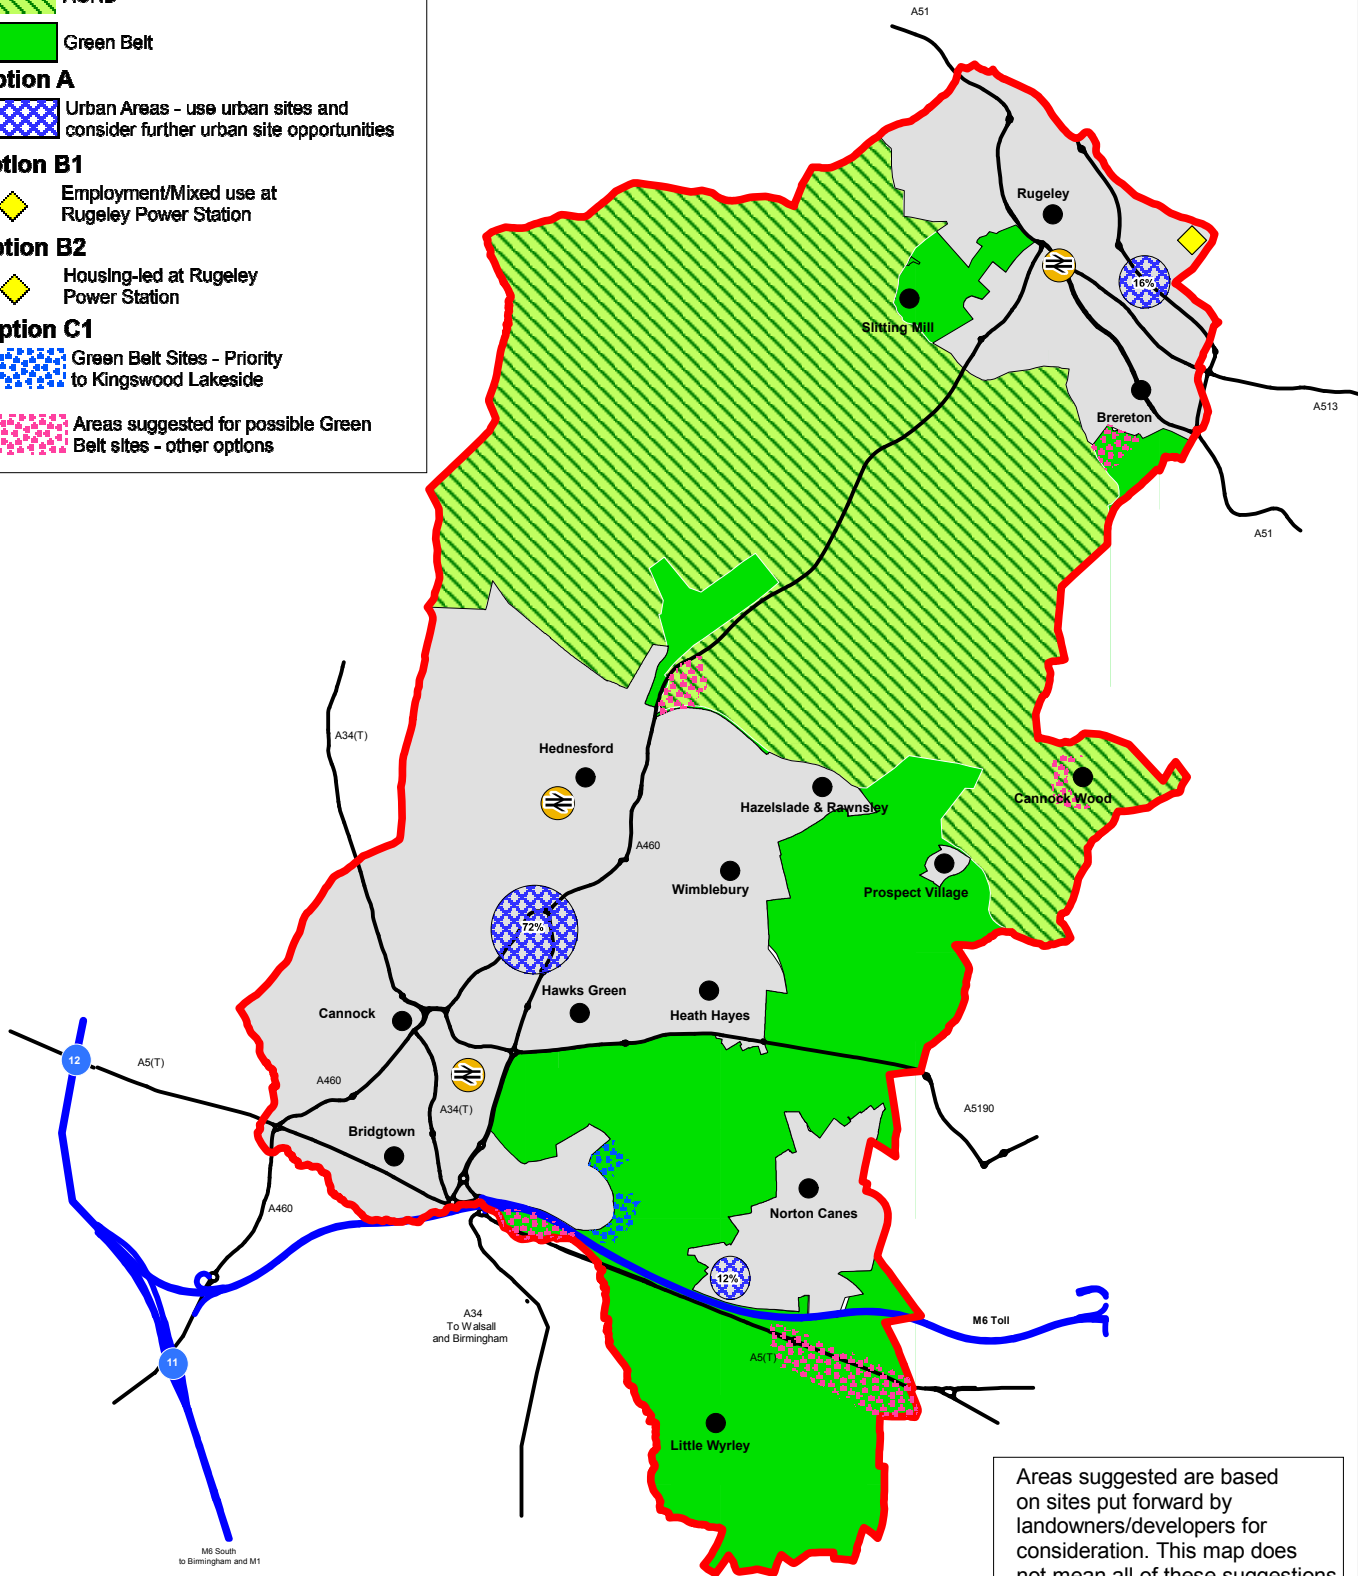 Green Belt
ption A
Urban Areas - use urban sites and
consider further urban site opportunities
ption B1
Employment/Mixed use at
Rugeley Power Station
ption B2
Housing-led at Rugeley
Power Station
ption C1
Green Belt Sites - Priority
to Kingswood Lakeside
Areas suggested for possible Green
Belt sites - other options
A51
Rugeley
16%
Slitting Mill
A513
Brereton
A51
A34(T)
Hednesford
Cannock Wood
Hazelslade & Rawnsley
A460
Wimblebury
Prospect Village
72%
Hawks Green
Heath Hayes
Cannock
12
A5(T)
A460
A34(T)
A5190
Bridgtown
Norton Canes
A460
12%
A34
To Walsall
and Birmingham
M6 Toll
A5(T)
11
Little Wyrley
M6 South
to Birmingham and M1
Areas suggested are based
on sites put forward by
landowners/developers for
consideration. This map does
not mean all of these suggestions